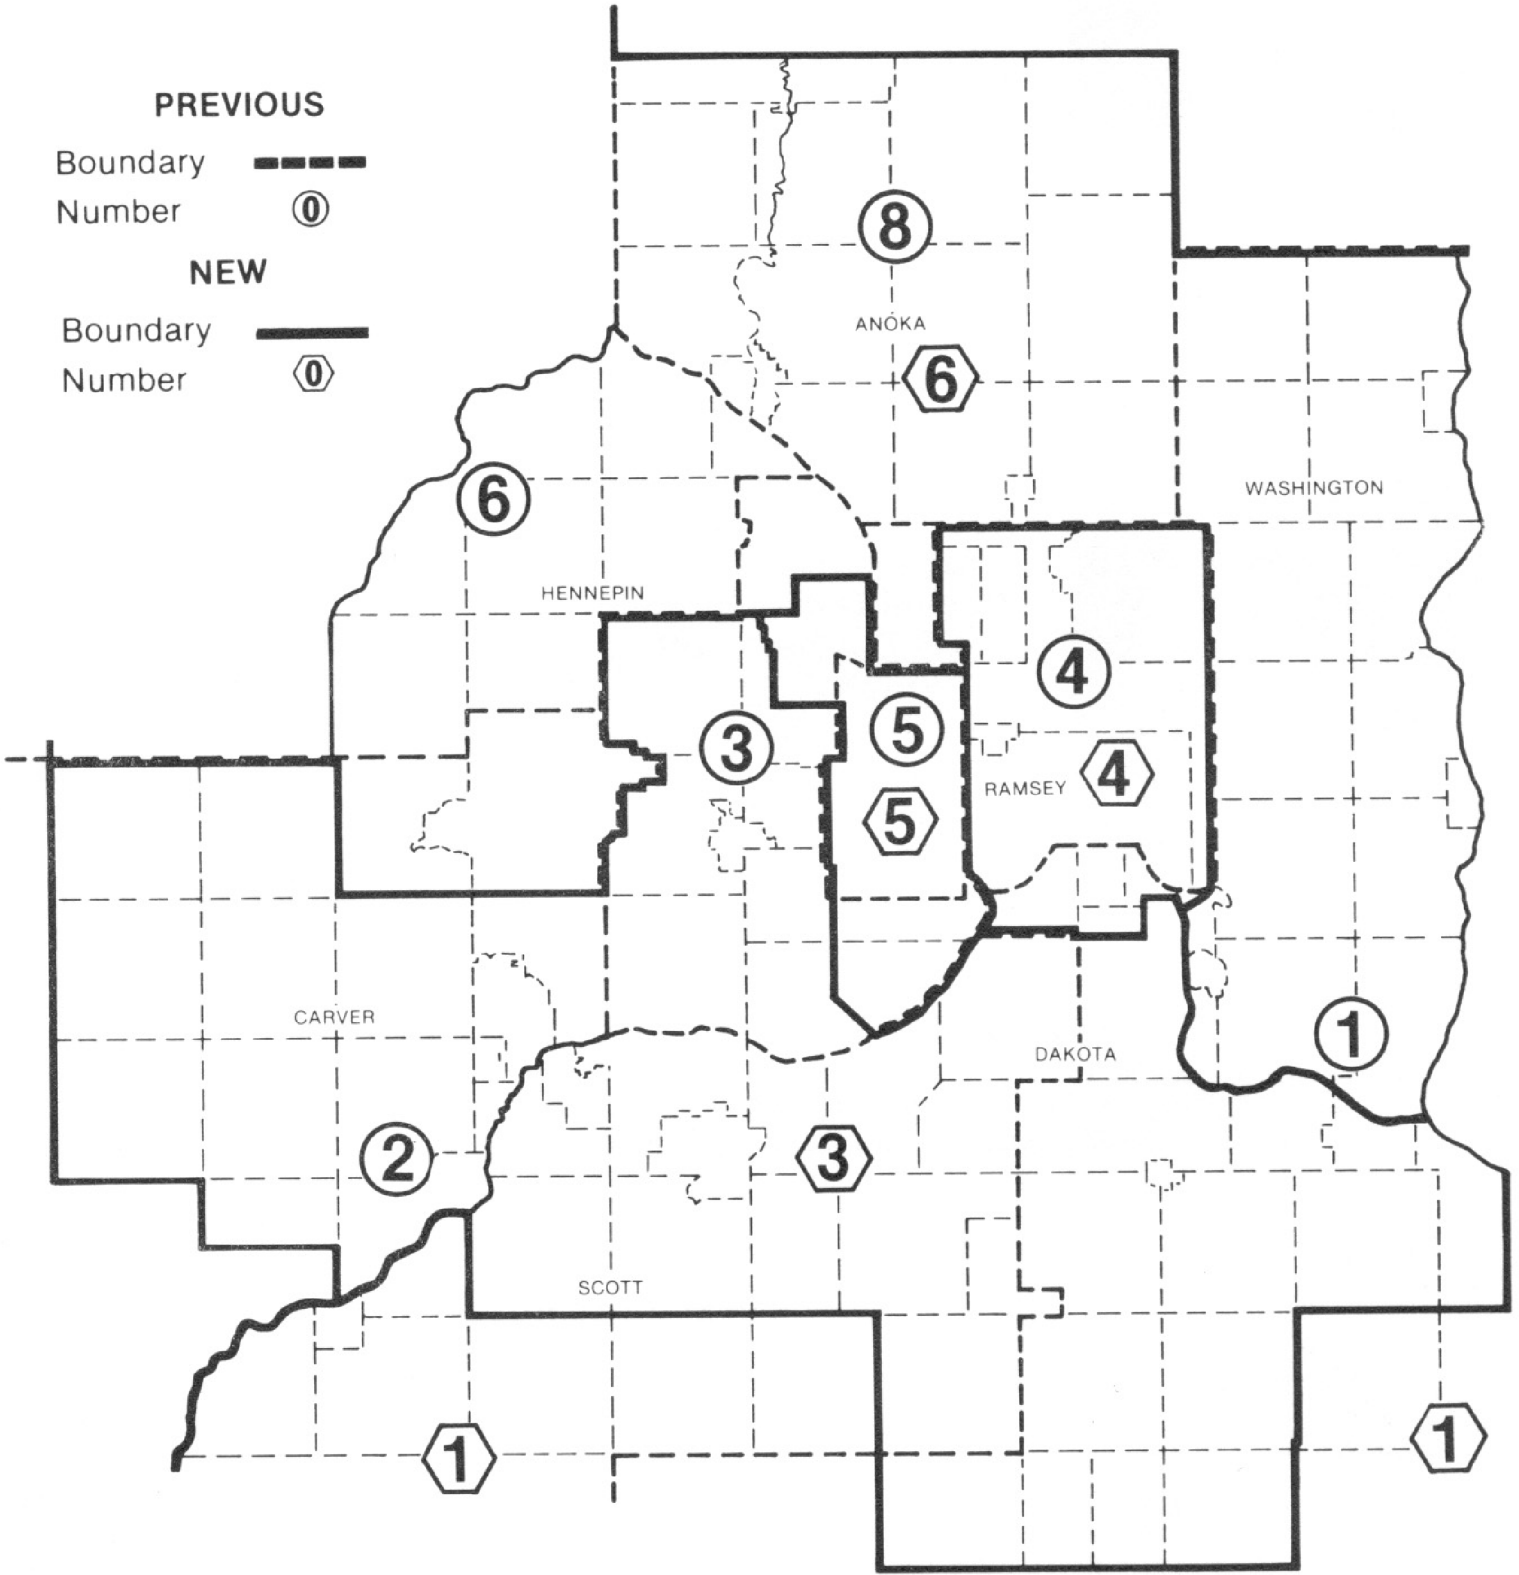 PREVIOUS
Boundary
Number 0
NEW
Boundary
Number 0
8
ANOKA
6
6
WASHINGTON
HENNEPIN
4
5
3
4
RAMSEY
5
CARVER
1
DAKOTA
2
3
SCOTT
1
1